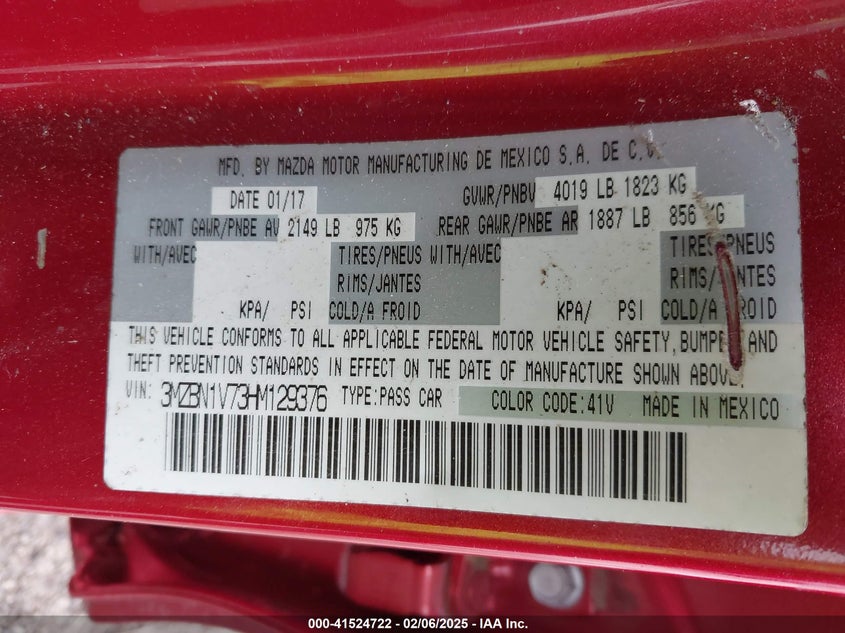 MFD. BY MAZDA MOTOR MANUFACTURING DE MEXICO S.A. DE C.V.
DATE 01/17 GVWR/PNBV 4019 LB 1823 KG
FRONT GAWR/PNBE AV 2149 LB 975 KG REAR GAWR/PNBE AR 1887 LB 856 KG
WITH/AVEC TIRES/PNEUS WITH/AVEC TIRES/PNEUS
RIMS/JANTES RIMS/JANTES
KPA/ PSI COLD/A FROID KPA/ PSI COLD/A FROID
THIS VEHICLE CONFORMS TO ALL APPLICABLE FEDERAL MOTOR VEHICLE SAFETY, BUMPER AND
THEFT PREVENTION STANDARDS IN EFFECT ON THE DATE OF MANUFACTURE SHOWN ABOVE.
VIN: 3MZBN1V73HM129376 TYPE:PASS CAR COLOR CODE:41V MADE IN MEXICO
000-41524722 - 02/06/2025 - IAA Inc.